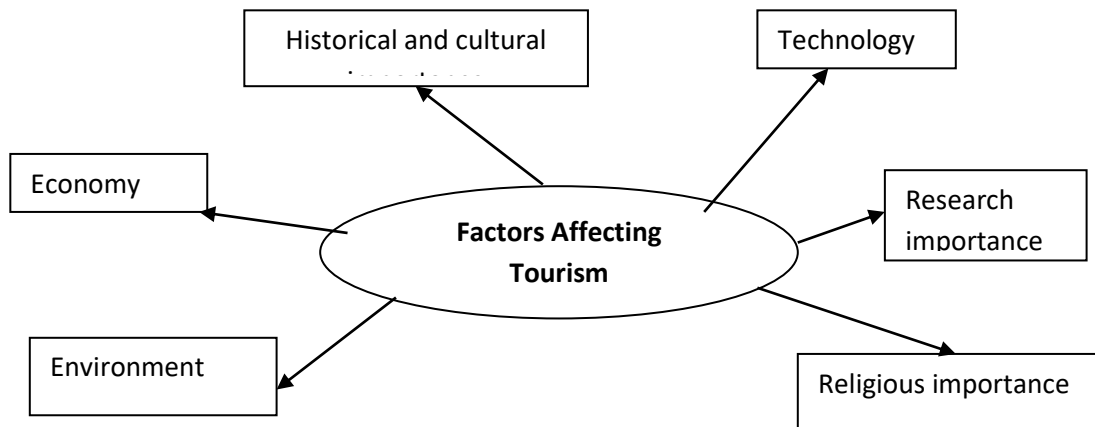 Historical and cultural
Technology
Economy
Factors Affecting
Tourism
Research
importance
Environment
Religious importance